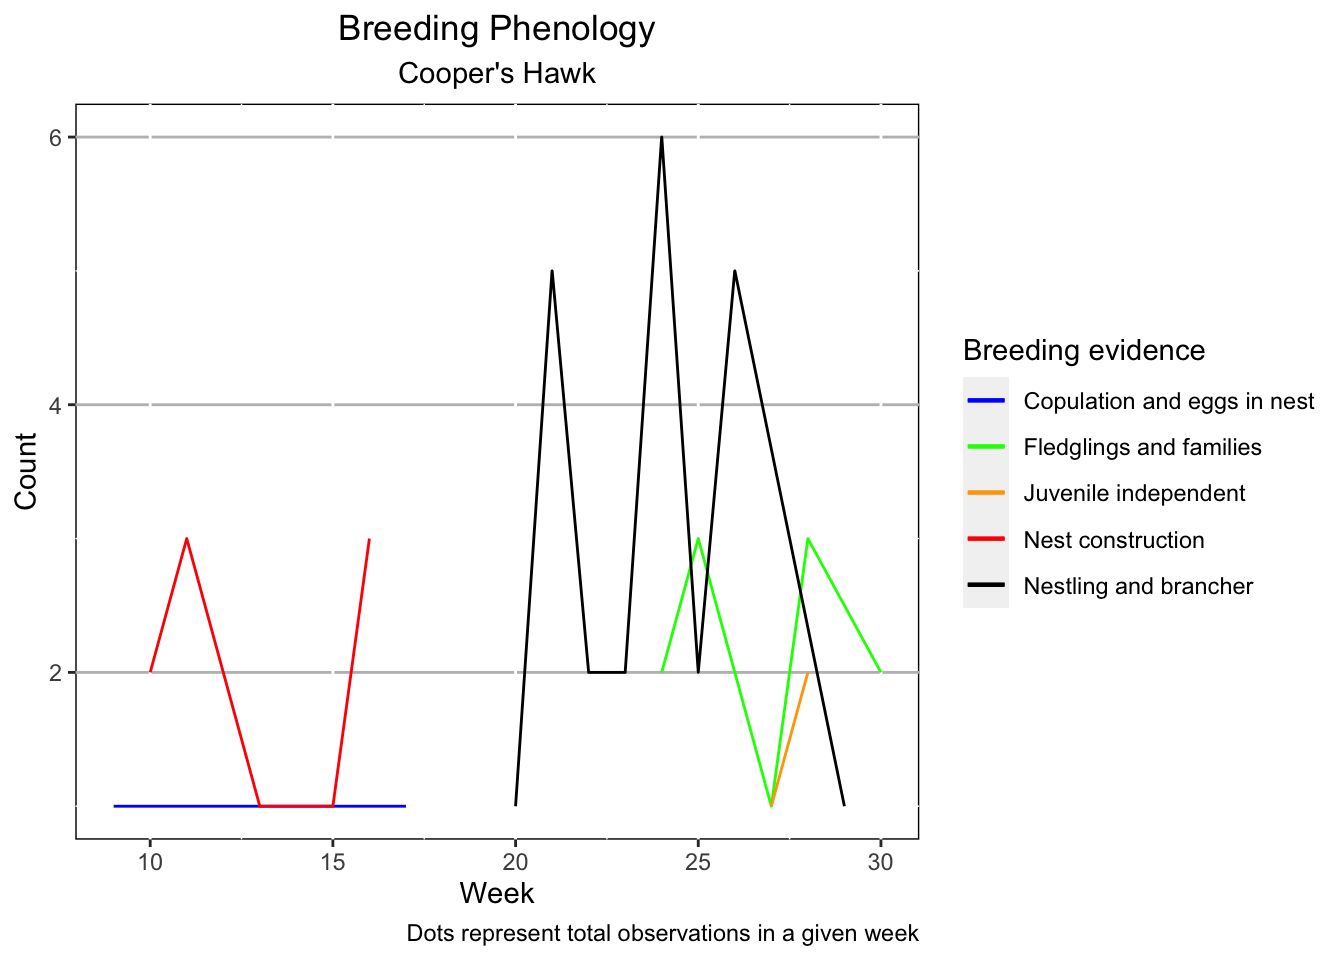 Breeding Phenology
Cooper's Hawk
6
4
2
Count
10 15 20 25 30
Week
Dots represent total observations in a given week
Breeding evidence
Copulation and eggs in nest
Fledglings and families
Juvenile independent
Nest construction
Nestling and brancher